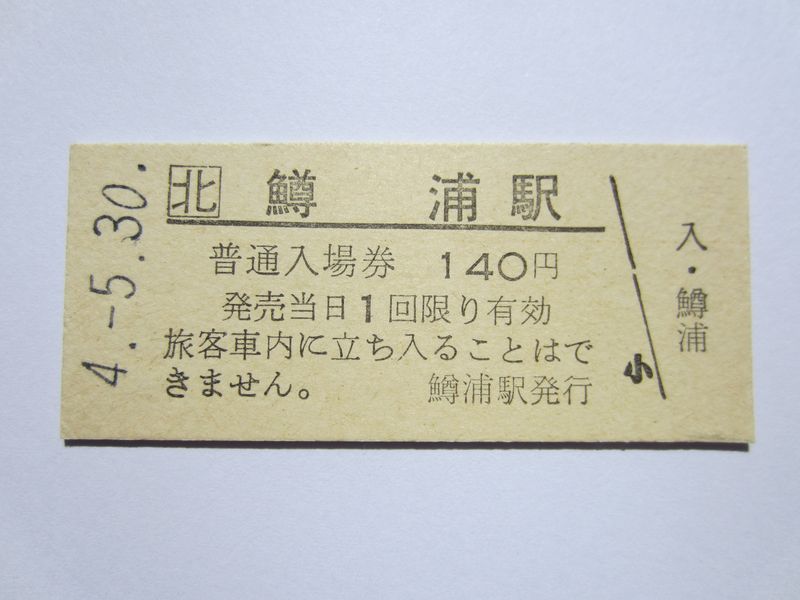 4.-5.30.
北 鱒浦駅
普通入場券 140円
発売当日1回限り有効
旅客車内に立ち入ることはで
きません。 鱒浦駅発行
小
入・鱒浦